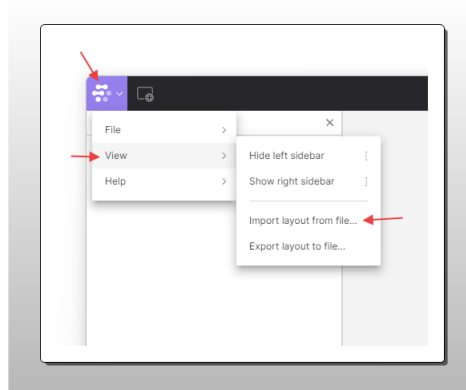 File
View
Help
Hide left sidebar [
Show right sidebar ]
Import layout from file...
Export layout to file...